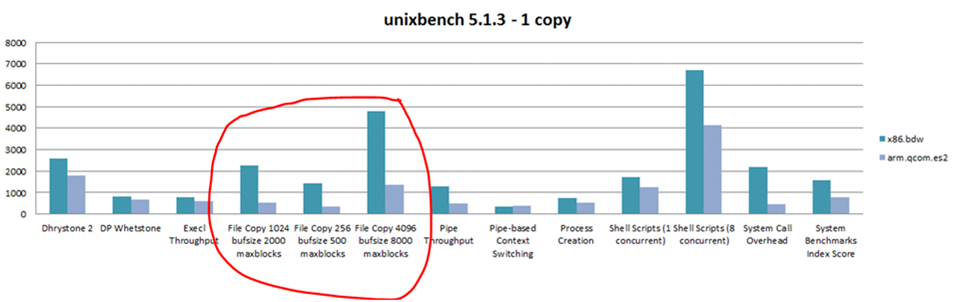 unixbench 5.1.3 - 1 copy
8000
7000
6000
5000
4000
3000
2000
1000
0
Dhrystone 2
DP Whetstone
Execl
Throughput
File Copy 1024
bufsize 2000
maxblocks
File Copy 256
bufsize 500
maxblocks
File Copy 4096
bufsize 8000
maxblocks
Pipe
Throughput
Pipe-based
Context
Switching
Process
Creation
Shell Scripts (1
concurrent)
Shell Scripts (8
concurrent)
System Call
Overhead
System
Benchmarks
Index Score
x86.bdw
arm.qcom.es2